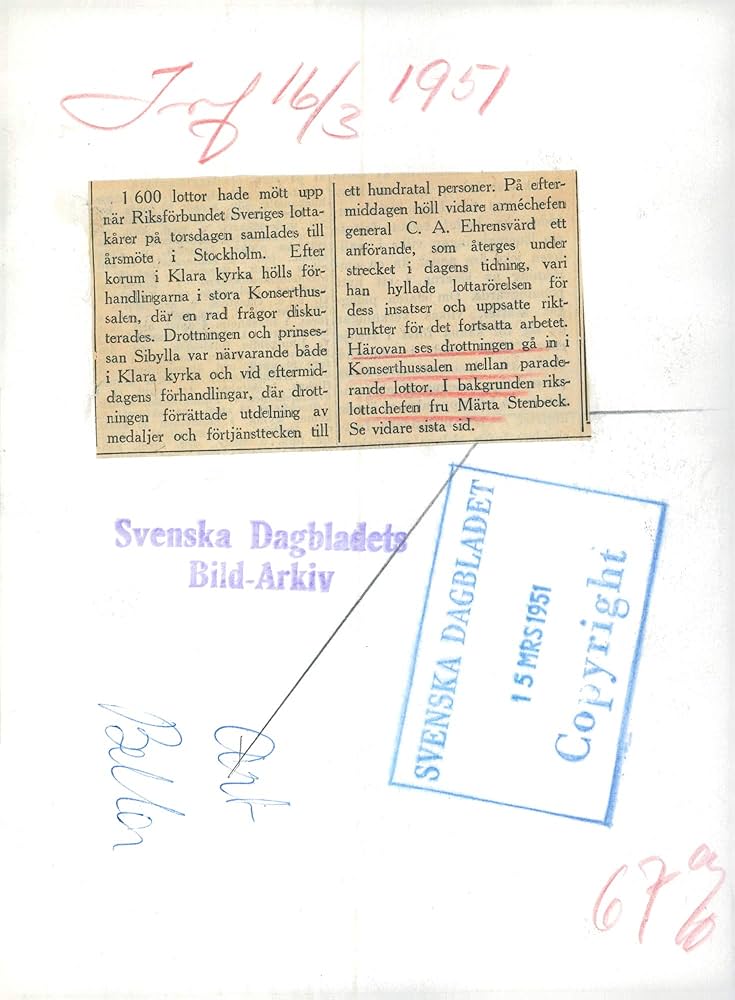 Inf 16/3 1951
1 600 lottor hade mött upp
när Riksförbundet Sveriges lotta-
kårer på torsdagen samlades till
årsmöte i Stockholm. Efter
korum i Klara kyrka hölls för-
handlingarna i stora Konserthus-
salen, där en rad frågor disku-
terades. Drottningen och prinses-
san Sibylla var närvarande både
i Klara kyrka och vid eftermid-
dagens förhandlingar, där drott-
ningen förrättade utdelning av
medaljer och förtjänsttecken till
ett hundratal personer. På efter-
middagen höll vidare arméchefen
general C. A. Ehrensvärd ett
anförande, som återges under
strecket i dagens tidning, vari
han hyllade lottarörelsen för
dess insatser och uppsatte rikt-
punkter för det fortsatta arbetet.
Härovan ses drottningen gå in i
Konserthussalen mellan parade-
rande lottor. I bakgrunden riks-
lottachefen fru Märta Stenbeck.
Se vidare sista sid.
Svenska Dagbladets
Bild-Arkiv
SVENSKA DAGBLADET
15 MRS 1951
Copyright
67